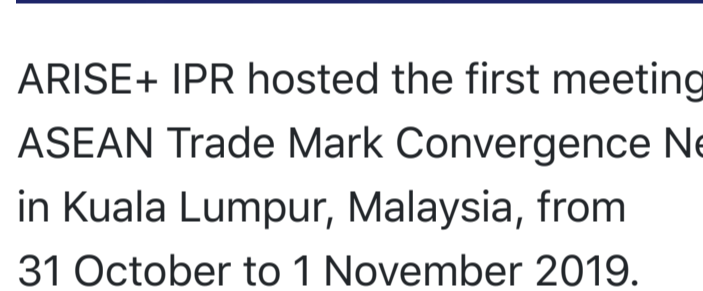 ARISE+ IPR hosted the first meeting
ASEAN Trade Mark Convergence
in Kuala Lumpur, Malaysia, from
31 October to 1 November 2019.